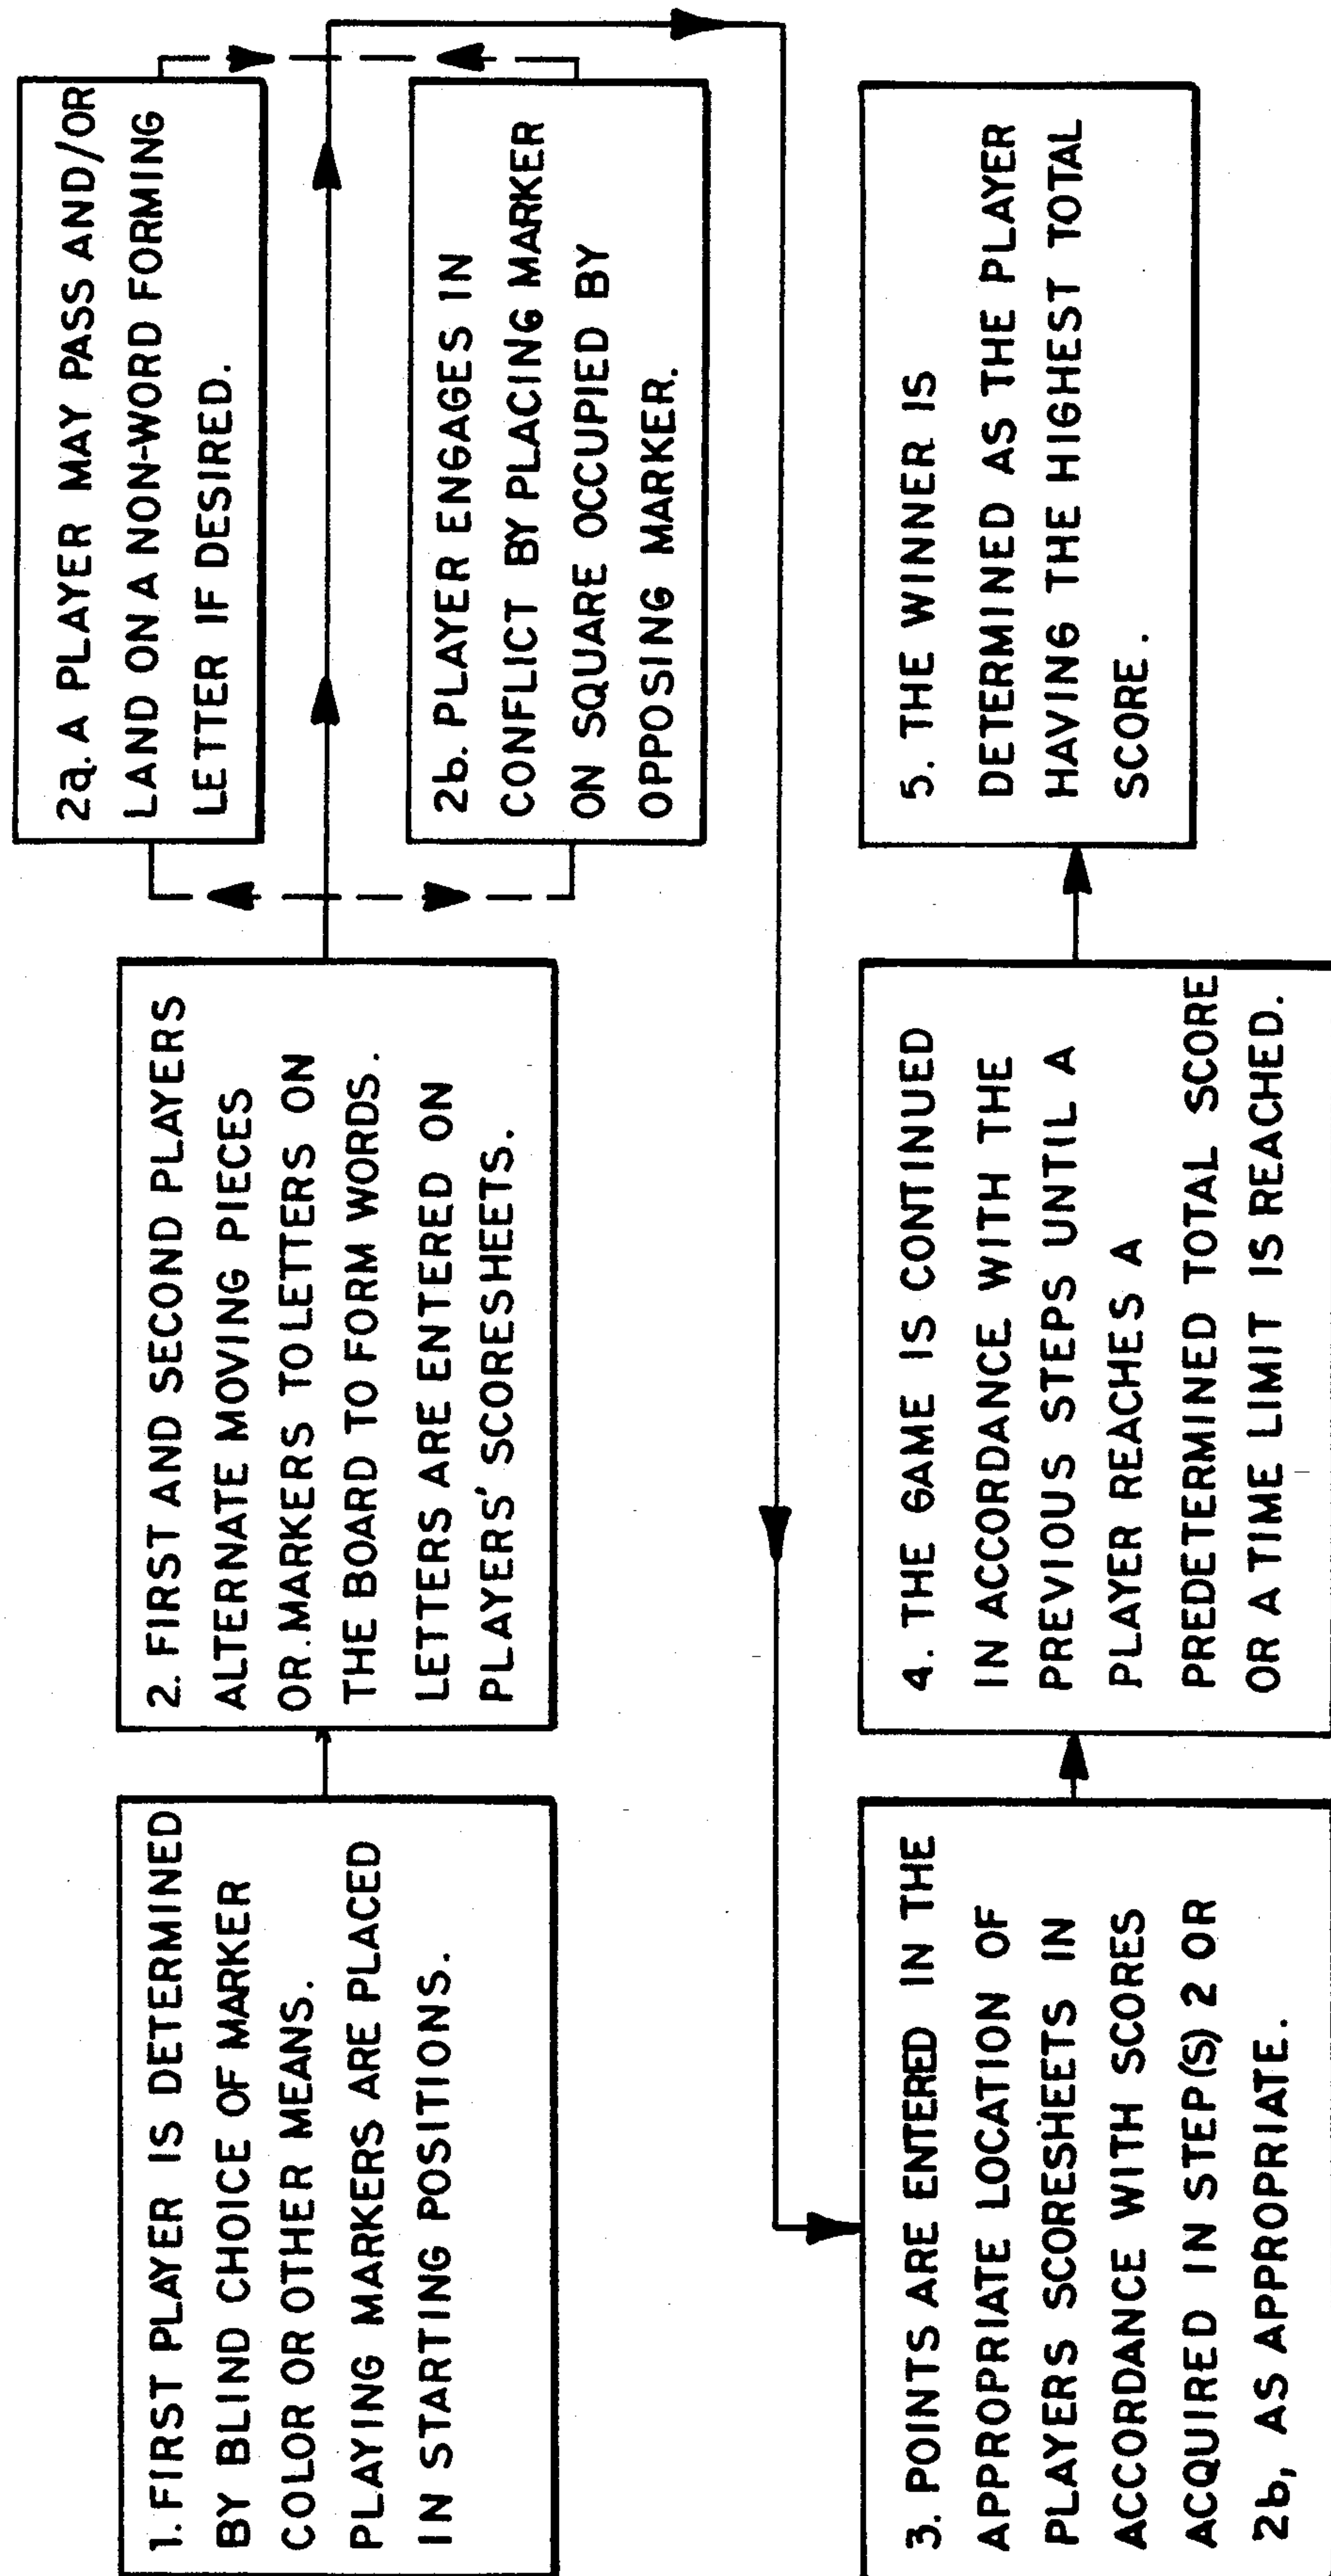 1. FIRST PLAYER IS DETERMINED
BY BLIND CHOICE OF MARKER
COLOR OR OTHER MEANS.
PLAYING MARKERS ARE PLACED
IN STARTING POSITIONS.
2. FIRST AND SECOND PLAYERS
ALTERNATE MOVING PIECES
OR.MARKERS TO LETTERS ON
THE BOARD TO FORM WORDS.
LETTERS ARE ENTERED ON
PLAYERS' SCORESHEETS.
2a. A PLAYER MAY PASS AND/OR
LAND ON A NON-WORD FORMING
LETTER IF DESIRED.
2b. PLAYER ENGAGES IN
CONFLICT BY PLACING MARKER
ON SQUARE OCCUPIED BY
OPPOSING MARKER.
3. POINTS ARE ENTERED IN THE
APPROPRIATE LOCATION OF
PLAYERS SCORESHEETS IN
ACCORDANCE WITH SCORES
ACQUIRED IN STEP(S) 2 OR
2b, AS APPROPRIATE.
4. THE GAME IS CONTINUED
IN ACCORDANCE WITH THE
PREVIOUS STEPS UNTIL A
PLAYER REACHES A
PREDETERMINED TOTAL SCORE
OR A TIME LIMIT IS REACHED.
5. THE WINNER IS
DETERMINED AS THE PLAYER
HAVING THE HIGHEST TOTAL
SCORE.